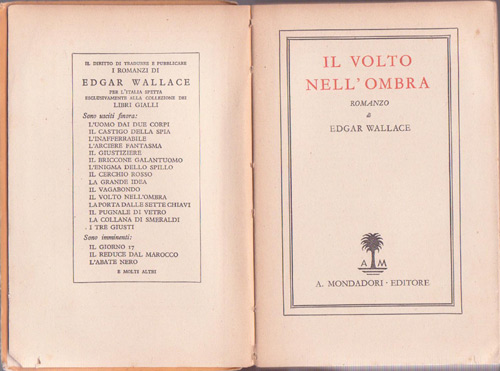 IL DIRITTO DI TRADURRE E PUBBLICARE
I ROMANZI DI
EDGAR WALLACE
PER L'ITALIA SPETTA
ESCLUSIVAMENTE ALLA COLLEZIONE DEI
LIBRI GIALLI
Sono usciti finora:
L'UOMO DAI DUE CORPI
IL CASTIGO DELLA SPIA
L'INAFFERRABILE
L'ARCIERE FANTASMA
IL GIUSTIZIERE
IL BRICCONE GALANTUOMO
L'ENIGMA DELLO SPILLO
IL CERCHIO ROSSO
LA GRANDE IDEA
IL VAGABONDO
IL VOLTO NELL'OMBRA
LA PORTA DALLE SETTE CHIAVI
IL PUGNALE DI VETRO
LA COLLANA DI SMERALDI
I TRE GIUSTI
Sono imminenti:
IL GIORNO 17
IL REDUCE DAL MAROCCO
L'ABATE NERO
E MOLTI ALTRI
IL VOLTO
NELL'OMBRA
ROMANZO
di
EDGAR WALLACE
A M
A. MONDADORI · EDITORE